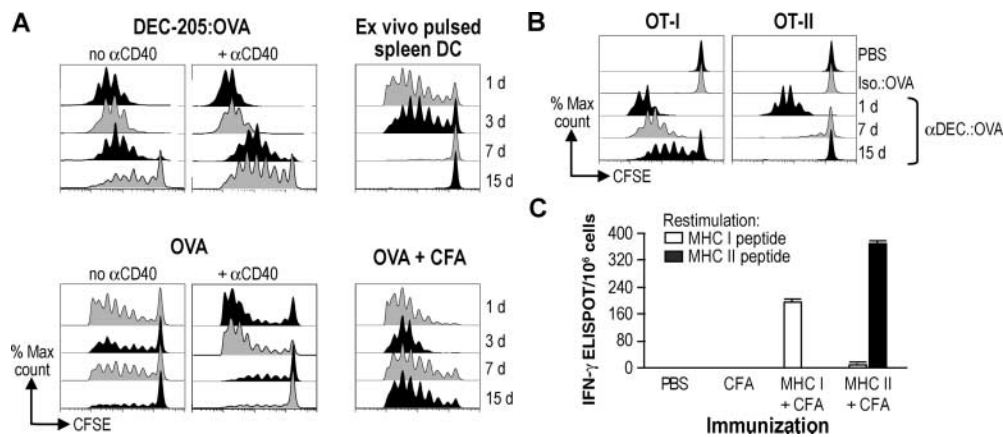 A
DEC-205:OVA
no αCD40
+ αCD40
Ex vivo pulsed
spleen DC
1 d
3 d
7 d
15 d
OVA
no αCD40
+ αCD40
OVA + CFA
1 d
3 d
7 d
15 d
% Max
count
CFSE
B
OT-I
OT-II
PBS
Iso.:OVA
1 d
7 d
15 d
αDEC.:OVA
% Max
count
CFSE
C
Restimulation:
MHC I peptide
MHC II peptide
IFN-γ ELISPOT/10⁶ cells
400
320
240
160
80
0
PBS
CFA
MHC I
+ CFA
MHC II
+ CFA
Immunization